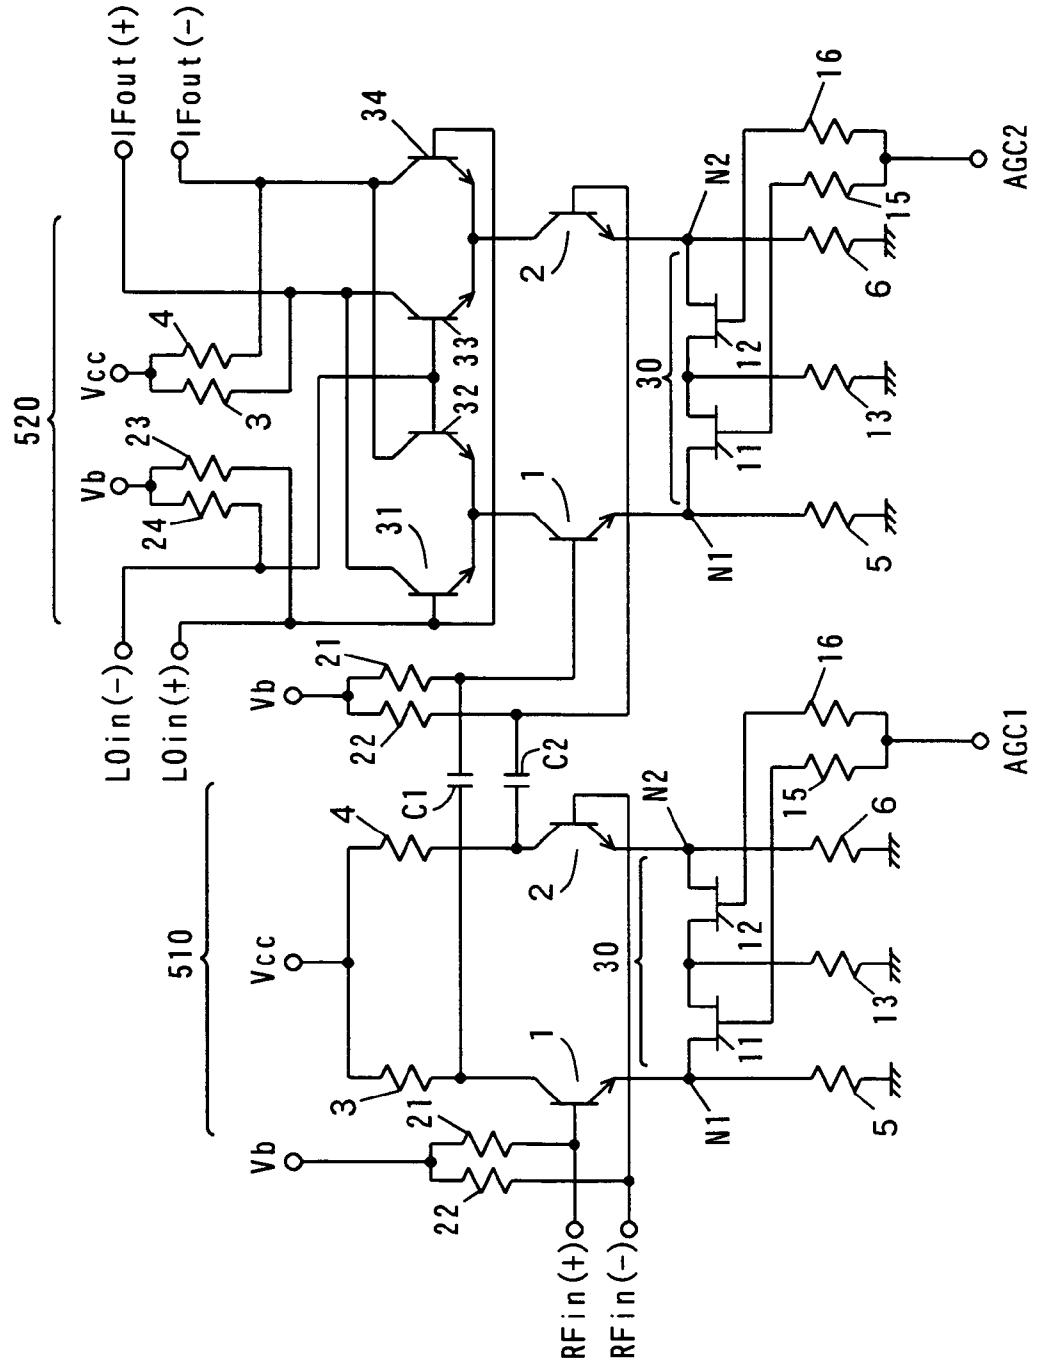 IFout(+)
IFout(-)
34
16
520
4
Vcc
3
23
Vb
24
33
32
31
2
N2
AGC2
15
6
12
30
13
11
1
N1
5
LOin(-)
LOin(+)
21
Vb
22
C1
C2
510
4
Vcc
3
2
N2
16
AGC1
15
6
12
30
13
11
1
N1
5
21
Vb
22
RFin(+)
RFin(-)